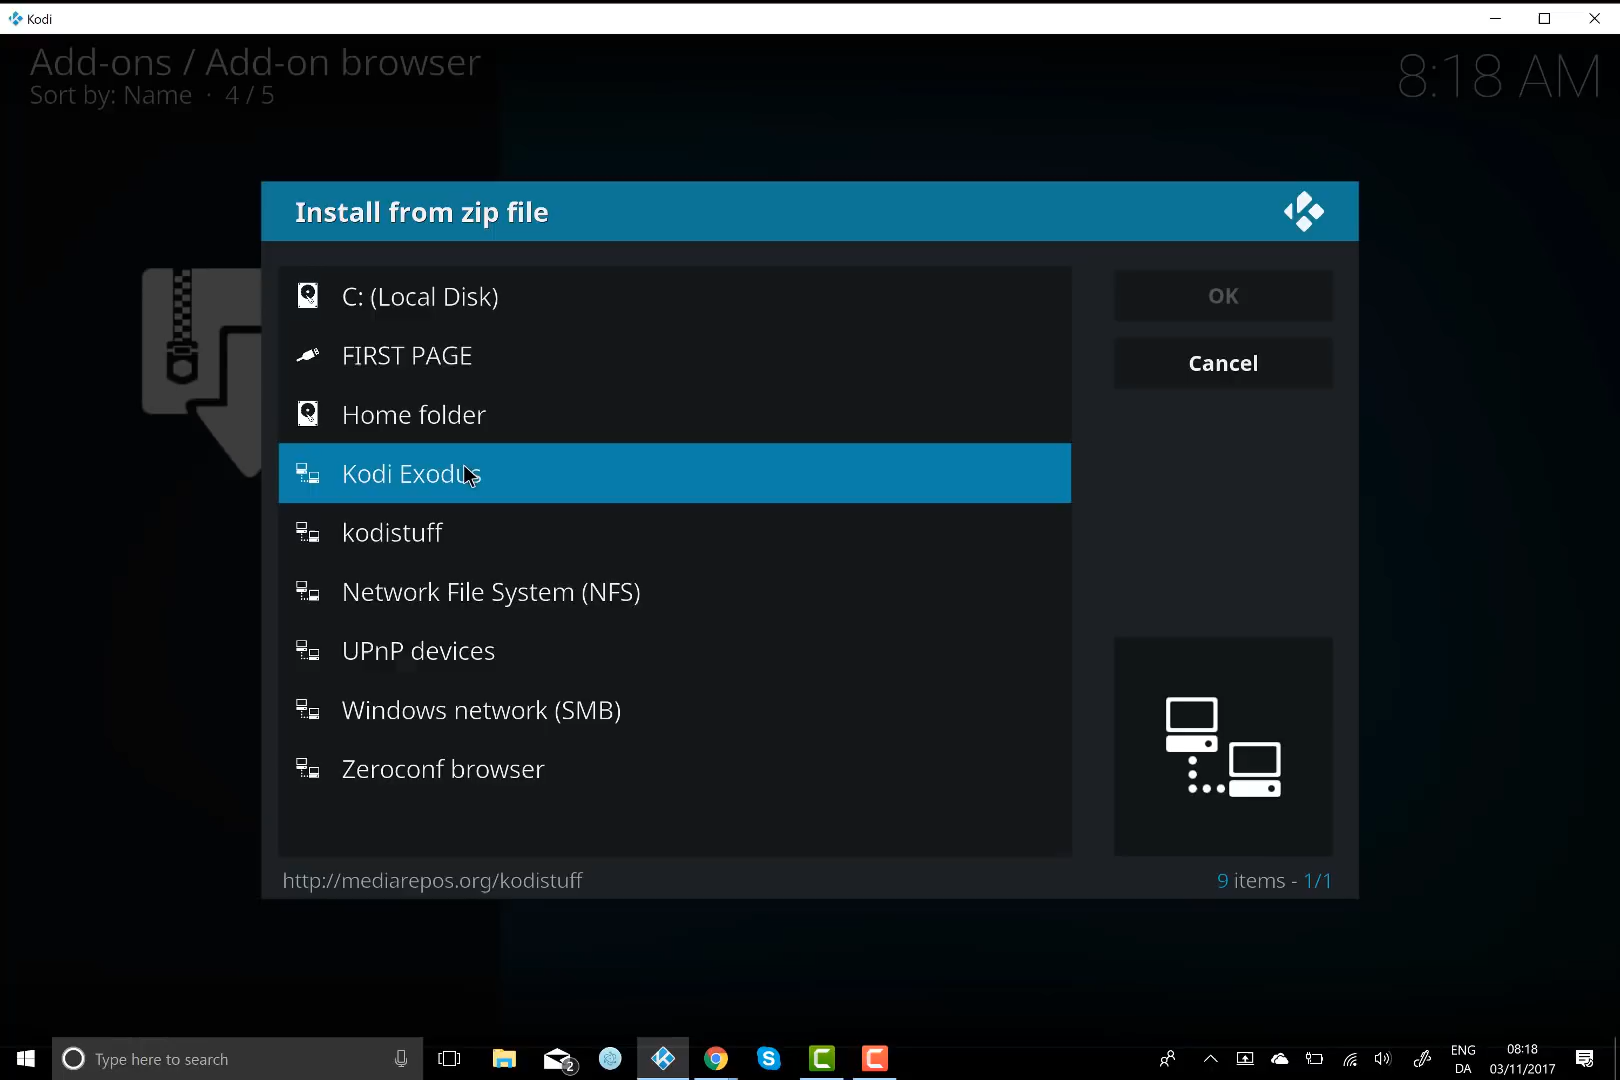 Kodi
Add-ons / Add-on browser
Sort by: Name · 4 / 5
8:18 AM
Install from zip file
C: (Local Disk)
FIRST PAGE
Home folder
Kodi Exodus
kodistuff
Network File System (NFS)
UPnP devices
Windows network (SMB)
Zeroconf browser
OK
Cancel
http://mediarepos.org/kodistuff
9 items - 1/1
Type here to search
2
ENG
DA
08:18
03/11/2017